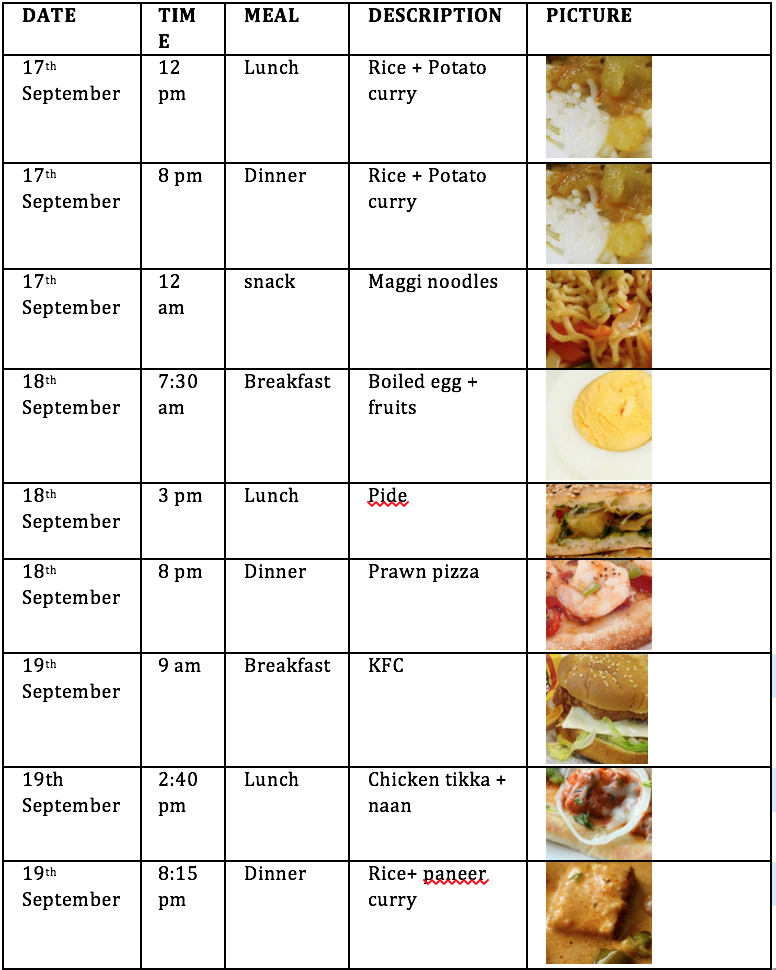 DATE TIM E MEAL DESCRIPTION PICTURE
17th September 12 pm Lunch Rice + Potato curry
17th September 8 pm Dinner Rice + Potato curry
17th September 12 am snack Maggi noodles
18th September 7:30 am Breakfast Boiled egg + fruits
18th September 3 pm Lunch Pide
18th September 8 pm Dinner Prawn pizza
19th September 9 am Breakfast KFC
19th September 2:40 pm Lunch Chicken tikka + naan
19th September 8:15 pm Dinner Rice+ paneer curry